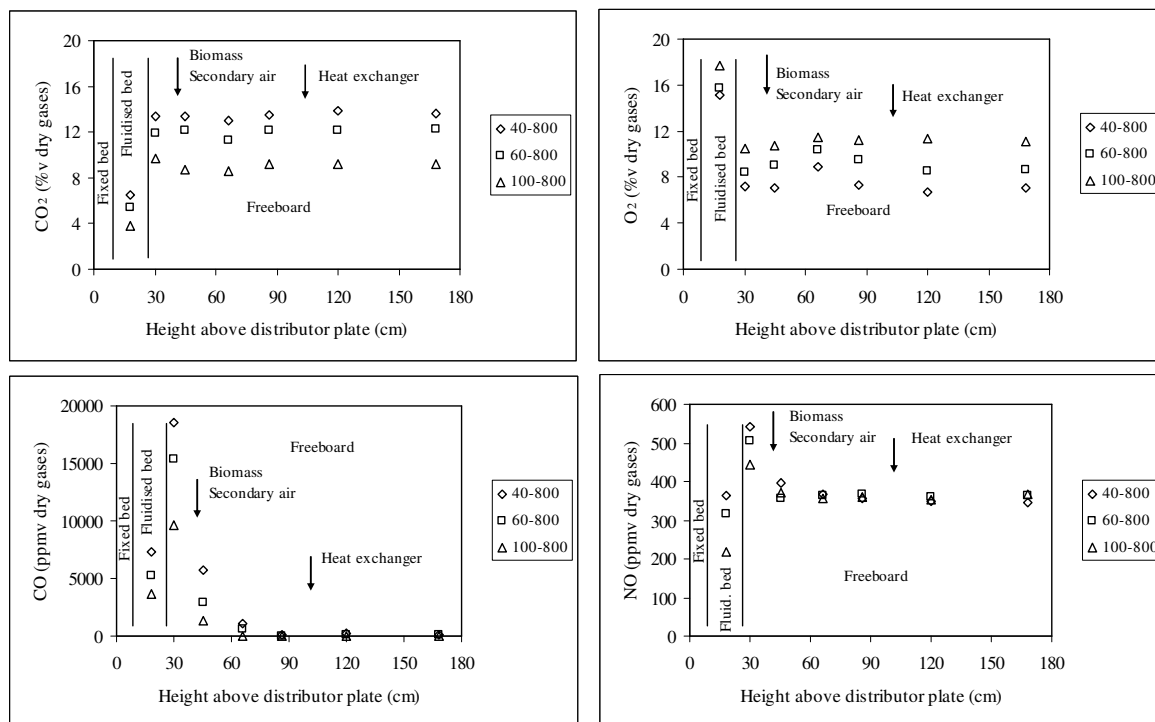 CO2 (%v dry gases)
20
16
12
8
4
0
Fixed bed
Fluidised bed
Biomass
Secondary air
Heat exchanger
Freeboard
0 30 60 90 120 150 180
Height above distributor plate (cm)
40-800
60-800
100-800
O2 (%v dry gases)
20
16
12
8
4
0
Fixed bed
Fluidised bed
Biomass
Secondary air
Heat exchanger
Freeboard
0 30 60 90 120 150 180
Height above distributor plate (cm)
40-800
60-800
100-800
CO (ppmv dry gases)
20000
15000
10000
5000
0
Fixed bed
Fluidised bed
Freeboard
Biomass
Secondary air
Heat exchanger
0 30 60 90 120 150 180
Height above distributor plate (cm)
40-800
60-800
100-800
NO (ppmv dry gases)
600
500
400
300
200
100
0
Fixed bed
Fluid. bed
Biomass
Secondary air
Heat exchanger
Freeboard
0 30 60 90 120 150 180
Height above distributor plate (cm)
40-800
60-800
100-800